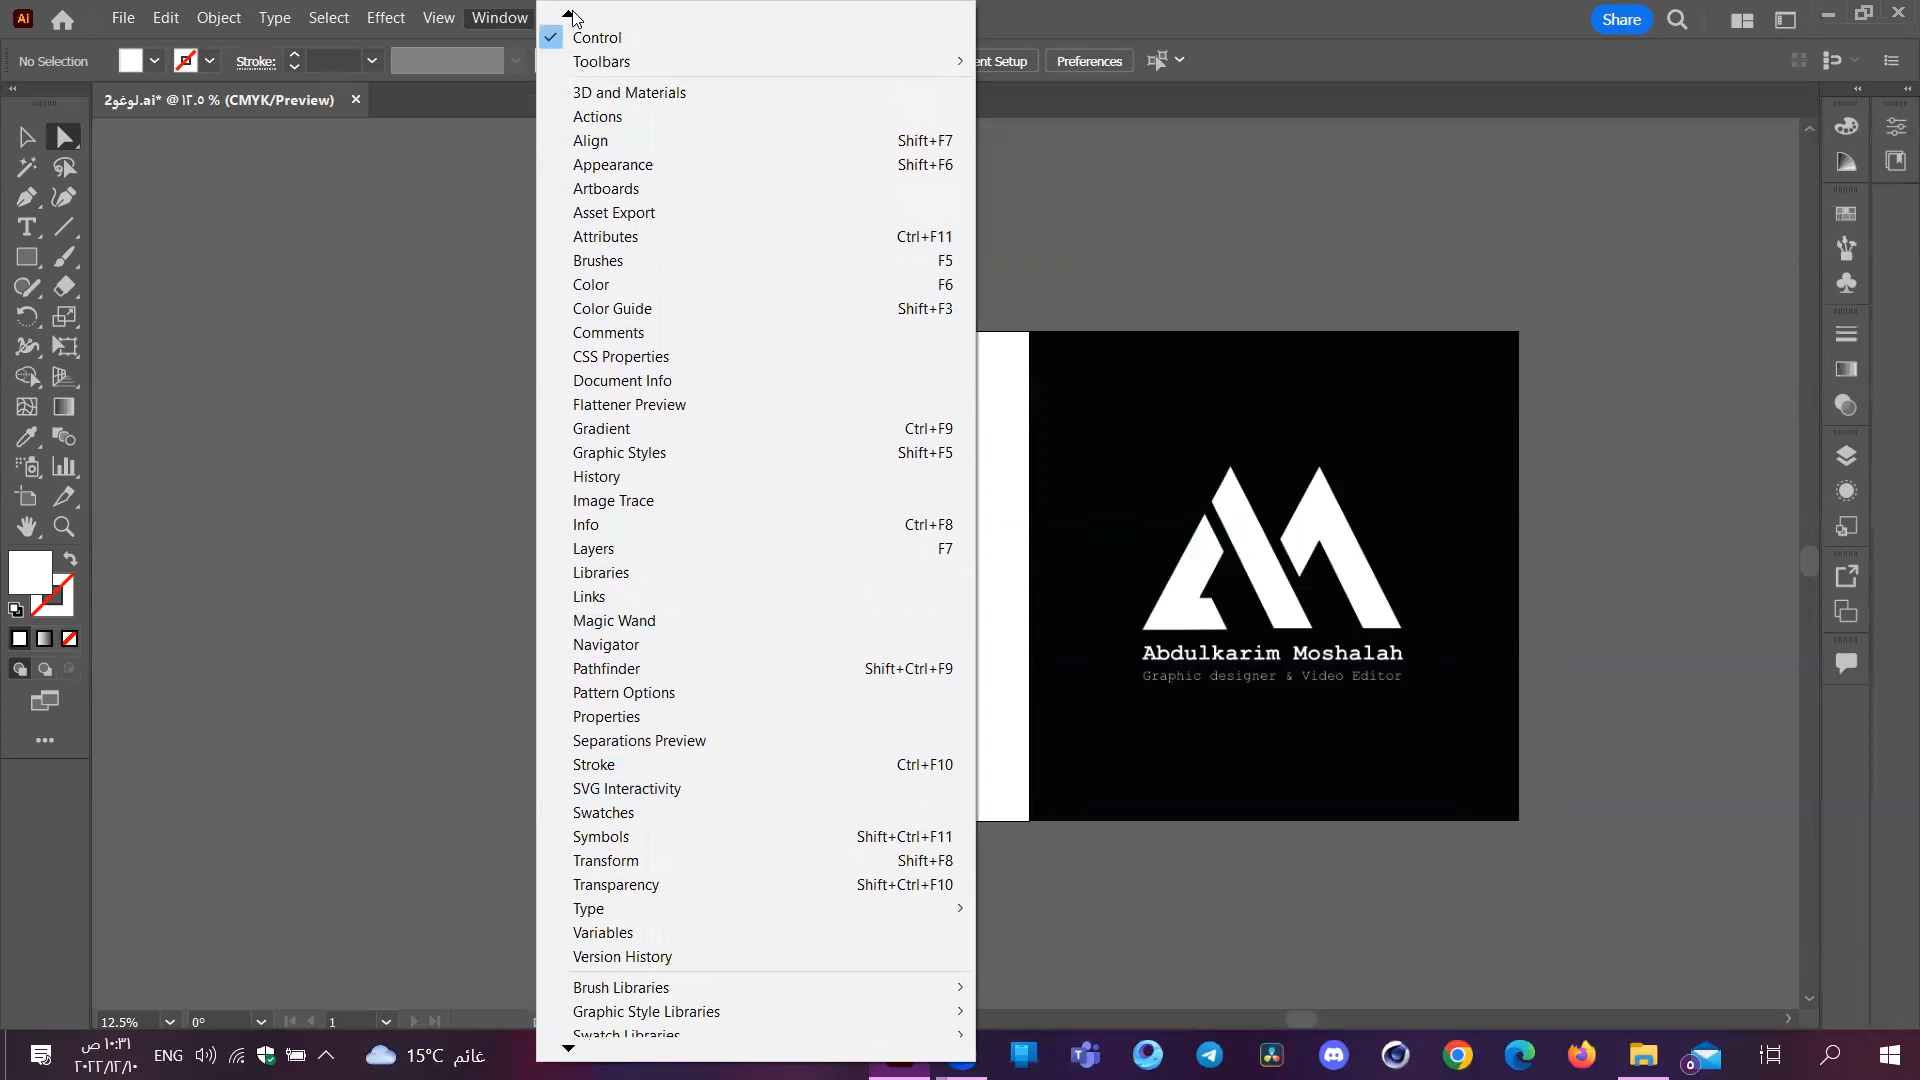 Ai File Edit Object Type Select Effect View Window Share
No Selection Stroke: Preferences
لوغو2.ai* @ ١٢.٥ % (CMYK/Preview) ×
Control
Toolbars
3D and Materials
Actions
Align Shift+F7
Appearance Shift+F6
Artboards
Asset Export
Attributes Ctrl+F11
Brushes F5
Color F6
Color Guide Shift+F3
Comments
CSS Properties
Document Info
Flattener Preview
Gradient Ctrl+F9
Graphic Styles Shift+F5
History
Image Trace
Info Ctrl+F8
Layers F7
Libraries
Links
Magic Wand
Navigator
Pathfinder Shift+Ctrl+F9
Pattern Options
Properties
Separations Preview
Stroke Ctrl+F10
SVG Interactivity
Swatches
Symbols Shift+Ctrl+F11
Transform Shift+F8
Transparency Shift+Ctrl+F10
Type
Variables
Version History
Brush Libraries
Graphic Style Libraries
Swatch Libraries
Abdulkarim Moshalah
Graphic designer & Video Editor
12.5% 0° 1
١٠:٣١ ص
٢٠٢٢/١٢/١٠
ENG
15°C غائم
0